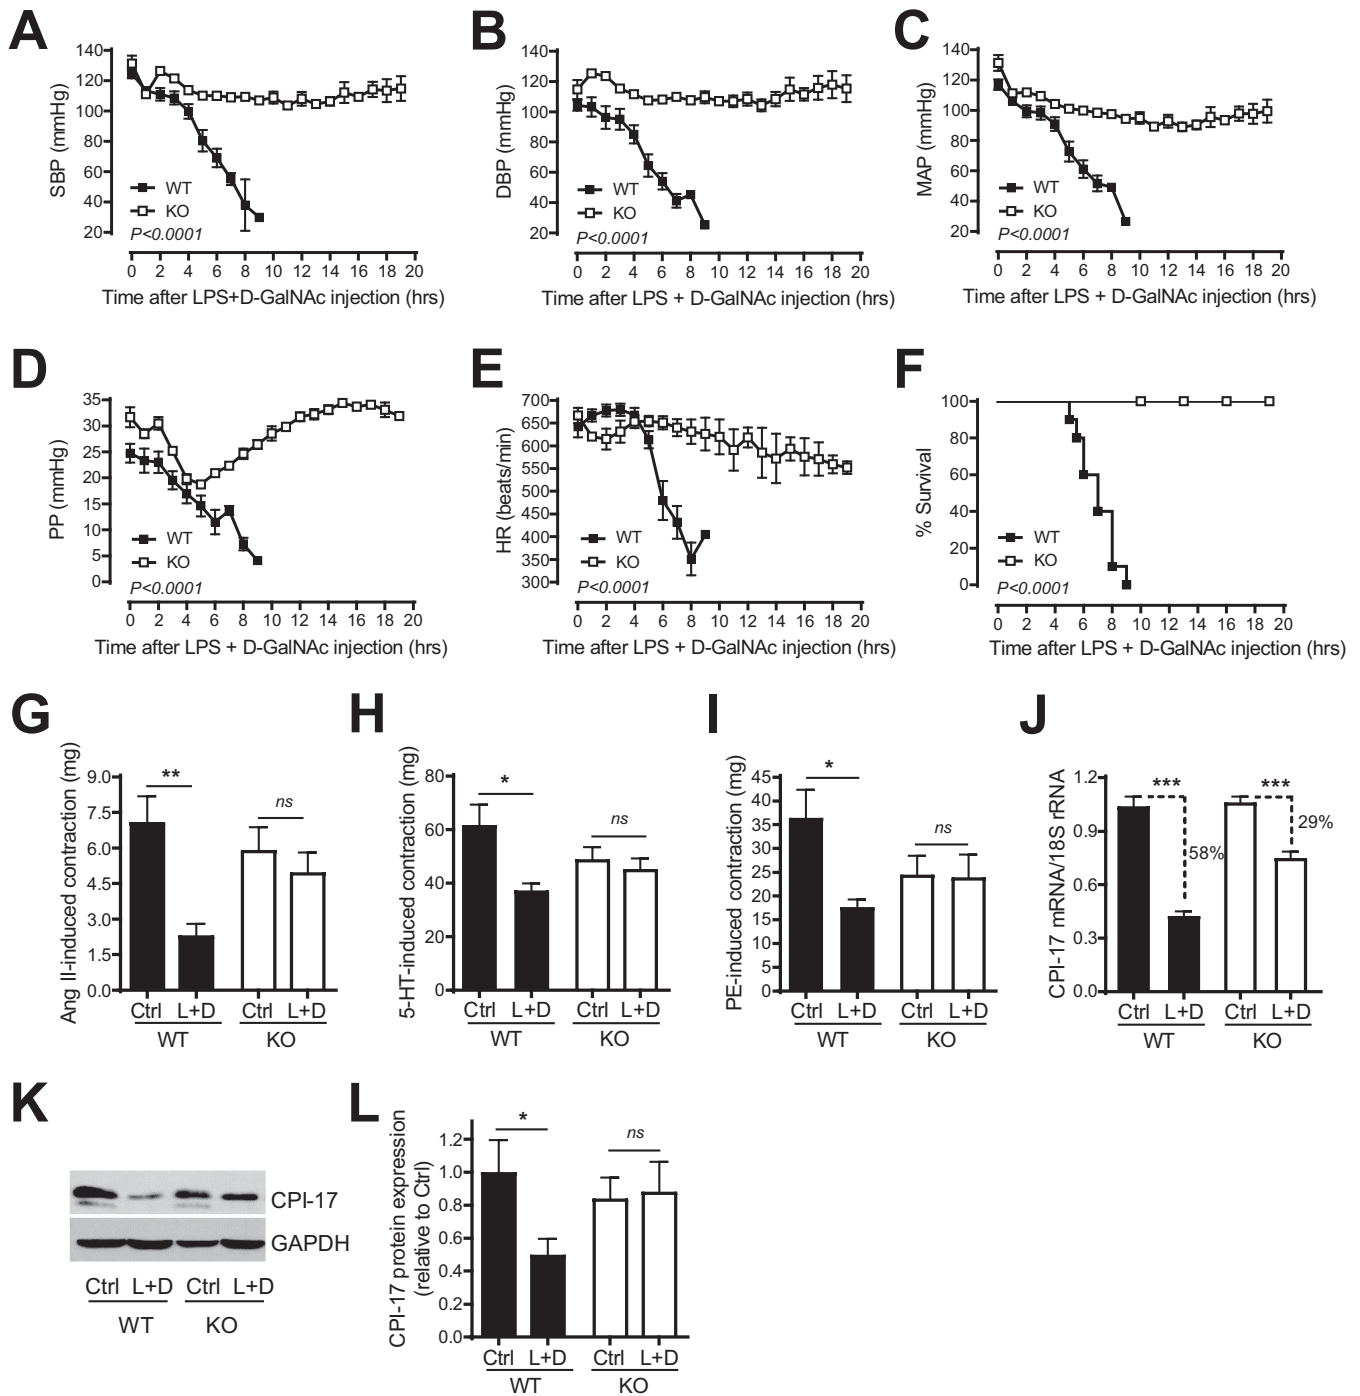 A
SBP (mmHg)
140
120
100
80
60
40
20
WT
KO
P<0.0001
0 2 4 6 8 10 12 14 16 18 20
Time after LPS+D-GalNAc injection (hrs)
B
DBP (mmHg)
140
120
100
80
60
40
20
WT
KO
P<0.0001
0 2 4 6 8 10 12 14 16 18 20
Time after LPS + D-GalNAc injection (hrs)
C
MAP (mmHg)
140
120
100
80
60
40
20
WT
KO
P<0.0001
0 2 4 6 8 10 12 14 16 18 20
Time after LPS + D-GalNAc injection (hrs)
D
PP (mmHg)
35
30
25
20
15
10
5
0
WT
KO
P<0.0001
0 2 4 6 8 10 12 14 16 18 20
Time after LPS + D-GalNAc injection (hrs)
E
HR (beats/min)
700
650
600
550
500
450
400
350
300
WT
KO
P<0.0001
0 2 4 6 8 10 12 14 16 18 20
Time after LPS + D-GalNAc injection (hrs)
F
% Survival
100
80
60
40
20
0
WT
KO
P<0.0001
0 2 4 6 8 10 12 14 16 18 20
Time after LPS + D-GalNAc injection (hrs)
G
Ang II-induced contraction (mg)
9.0
7.5
6.0
4.5
3.0
1.5
0.0
**
ns
Ctrl L+D Ctrl L+D
WT KO
H
5-HT-induced contraction (mg)
80
60
40
20
0
*
ns
Ctrl L+D Ctrl L+D
WT KO
I
PE-induced contraction (mg)
45
40
35
30
25
20
15
10
5
0
*
ns
Ctrl L+D Ctrl L+D
WT KO
J
CPI-17 mRNA/18S rRNA
1.2
0.9
0.6
0.3
0.0
***
58%
***
29%
Ctrl L+D Ctrl L+D
WT KO
K
CPI-17
GAPDH
Ctrl L+D Ctrl L+D
WT KO
L
CPI-17 protein expression
(relative to Ctrl)
1.2
1.0
0.8
0.6
0.4
0.2
0.0
*
ns
Ctrl L+D Ctrl L+D
WT KO